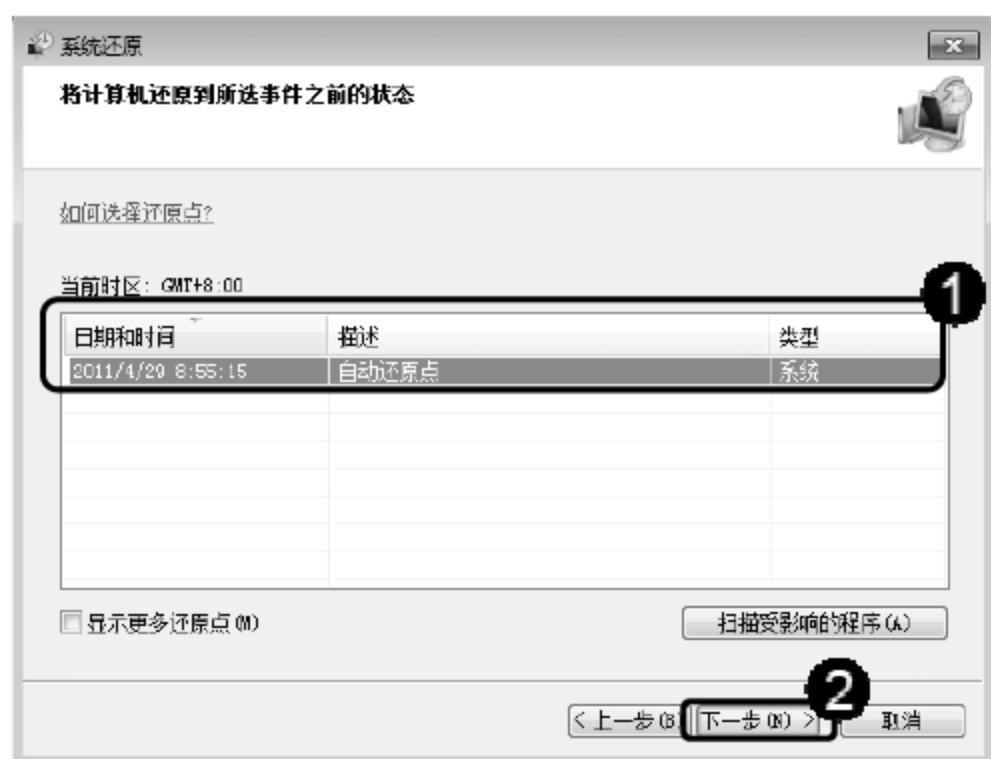 系统还原
将计算机还原到所选事件之前的状态
如何选择还原点?
当前时区: GMT+8:00
1
日期和时间 描述 类型
2011/4/29 8:55:15 自动还原点 系统
显示更多还原点(M) 扫描受影响的程序(A)
2
<上一步(B) 下一步(N) > 取消